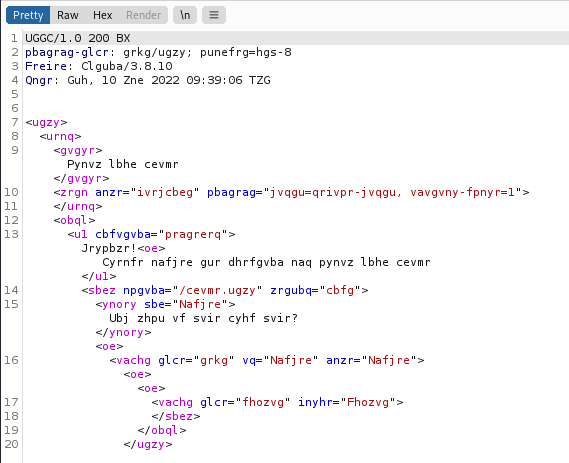 Pretty Raw Hex Render \n ≡
1 UGGC/1.0 200 BX
2 pbagrag-glcr: grkg/ugzy; punefrg=hgs-8
3 Freire: Clguba/3.8.10
4 Qngr: Guh, 10 Zne 2022 09:39:06 TZG
5
6
7 <ugzy>
8 <urnq>
9 <gvgyr>
Pynvz lbhe cevmr
</gvgyr>
10 <zrgn anzr="ivrjcbeg" pbagrag="jvqgu=qrivpr-jvqgu, vavgvny-fpnyr=1">
11 </urnq>
12 <obql>
13 <u1 cbfvgvba="pragrerq">
Jrypbzr!<oe>
Cyrnfr nafjre gur dhrfgvba naq pynvz lbhe cevmr
</u1>
14 <sbez npgvba="/cevmr.ugzy" zrgubq="cbfg">
15 <ynory sbe="Nafjre">
Ubj zhpu vf svir cyhf svir?
</ynory>
<oe>
16 <vachg glcr="grkg" vq="Nafjre" anzr="Nafjre">
<oe>
<oe>
17 <vachg glcr="fhozvg" inyhr="Fhozvg">
18 </sbez>
19 </obql>
20 </ugzy>